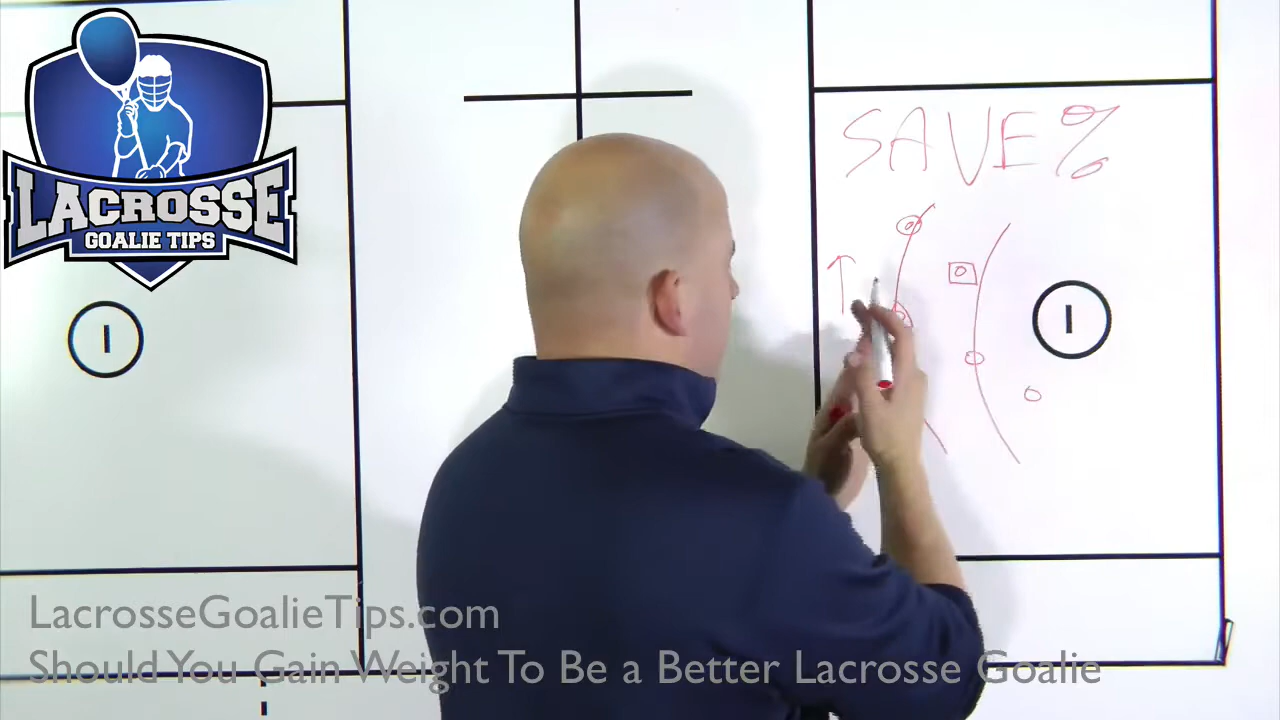 LACROSSE
GOALIE TIPS
SAVE %
I
I
LacrosseGoalieTips.com
Should You Gain Weight To Be a Better Lacrosse Goalie